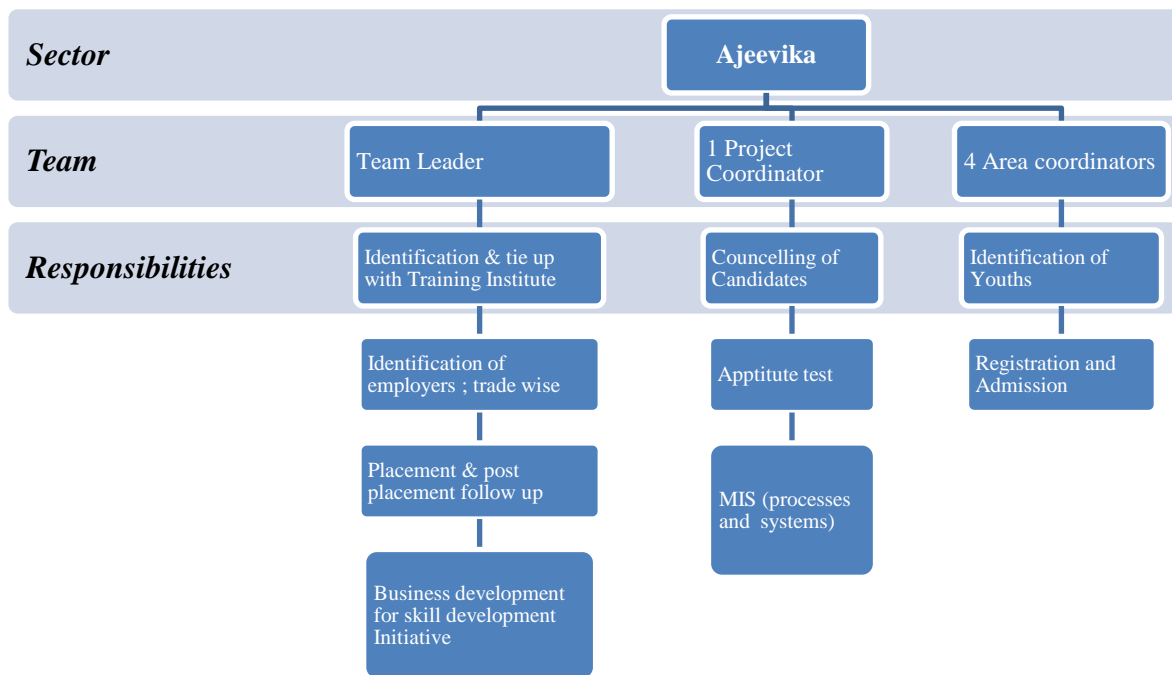 Sector
Ajeevika
Team
Team Leader
1 Project
Coordinator
4 Area coordinators
Responsibilities
Identification & tie up
with Training Institute
Councelling of
Candidates
Identification of
Youths
Identification of
employers ; trade wise
Apptitute test
Registration and
Admission
Placement & post
placement follow up
MIS (processes
and systems)
Business development
for skill development
Initiative